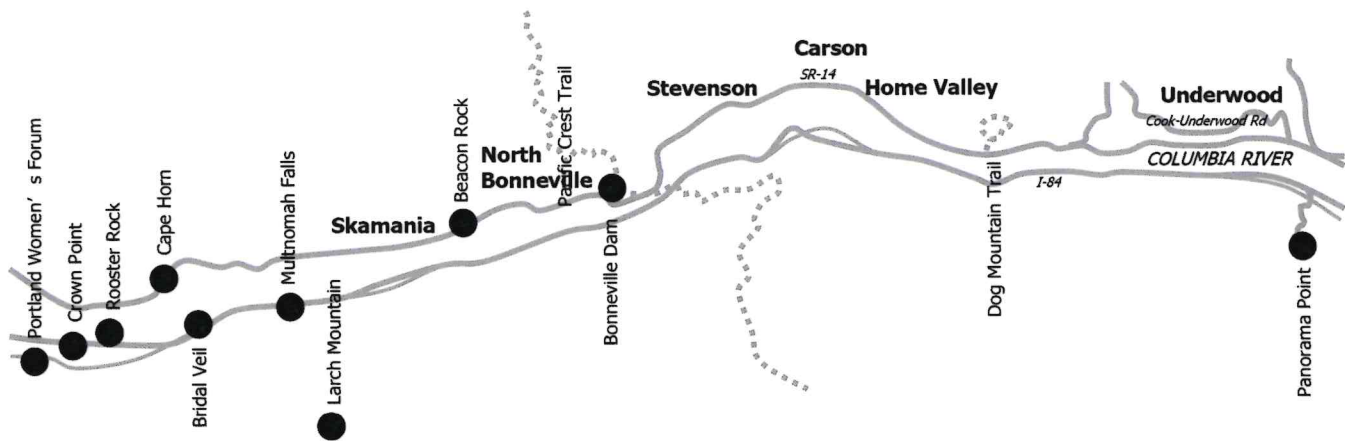 Carson
SR-14
Stevenson
Home Valley
Underwood
Cook-Underwood Rd
COLUMBIA RIVER
I-84
North
Bonneville
Skamania
Portland Women’ s Forum
Crown Point
Rooster Rock
Cape Horn
Bridal Veil
Multnomah Falls
Larch Mountain
Beacon Rock
Pacific Crest Trail
Bonneville Dam
Dog Mountain Trail
Panorama Point